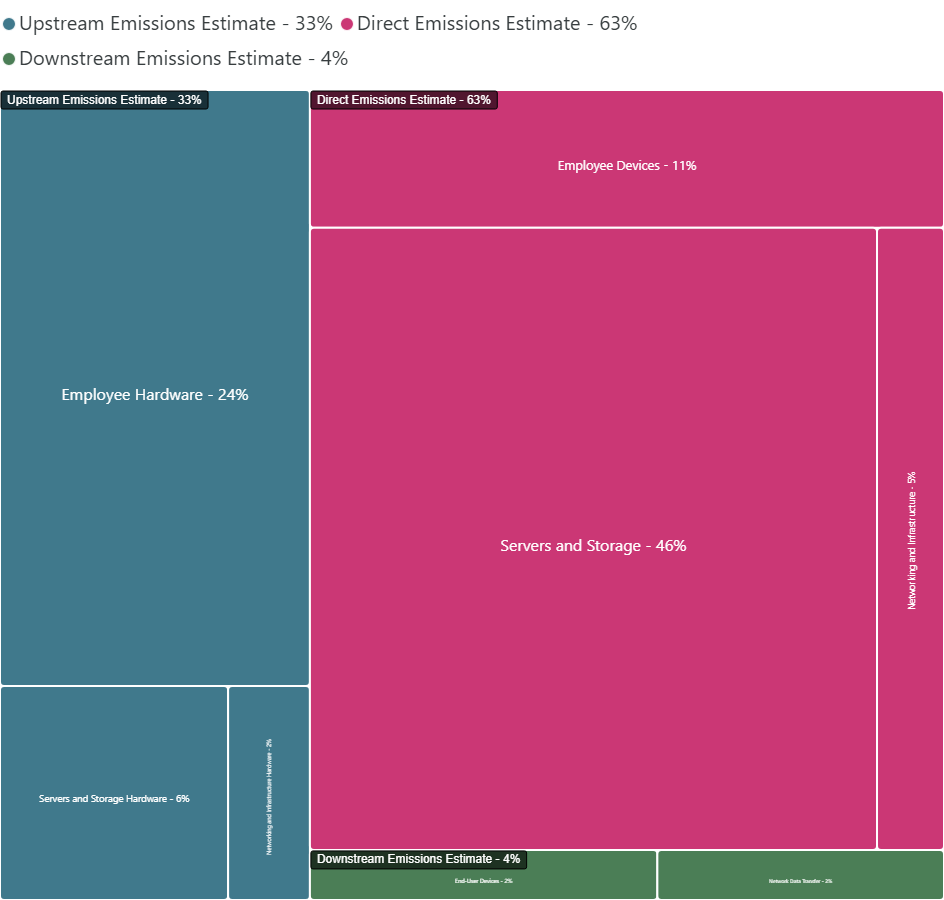 Upstream Emissions Estimate - 33% Direct Emissions Estimate - 63%
Downstream Emissions Estimate - 4%
Upstream Emissions Estimate - 33%
Direct Emissions Estimate - 63%
Employee Devices - 11%
Employee Hardware - 24%
Servers and Storage - 46%
Networking and Infrastructure - 5%
Servers and Storage Hardware - 6%
Networking and Infrastructure Hardware - 2%
Downstream Emissions Estimate - 4%
End-User Devices - 2%
Network Data Transfer - 2%